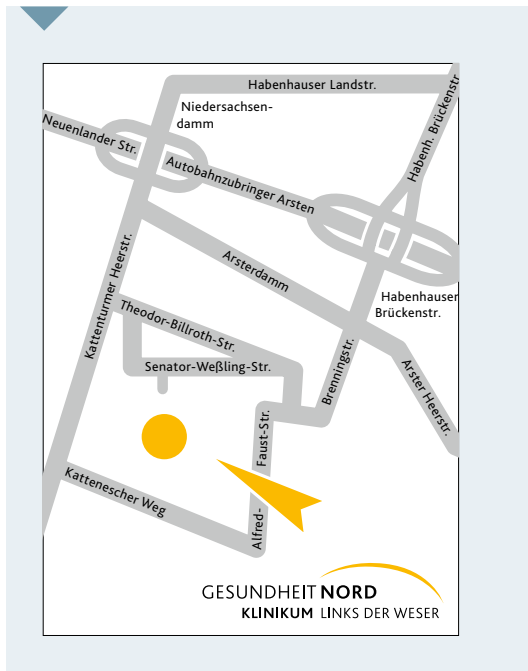 Habenhauser Landstr.
Niedersachsen-
damm
Habenh. Brückenstr
Neuenlander Str.
Autobahnzubringer Arsten
Arsterdamm
Kattenturmer Heerstr.
Habenhauser
Brückenstr.
Theodor-Billroth-Str.
Senator-Weßling-Str.
Brenningstr.
Arster Heerstr.
Alfred-Faust-Str.
Kattenescher Weg
GESUNDHEIT NORD
KLINIKUM LINKS DER WESER